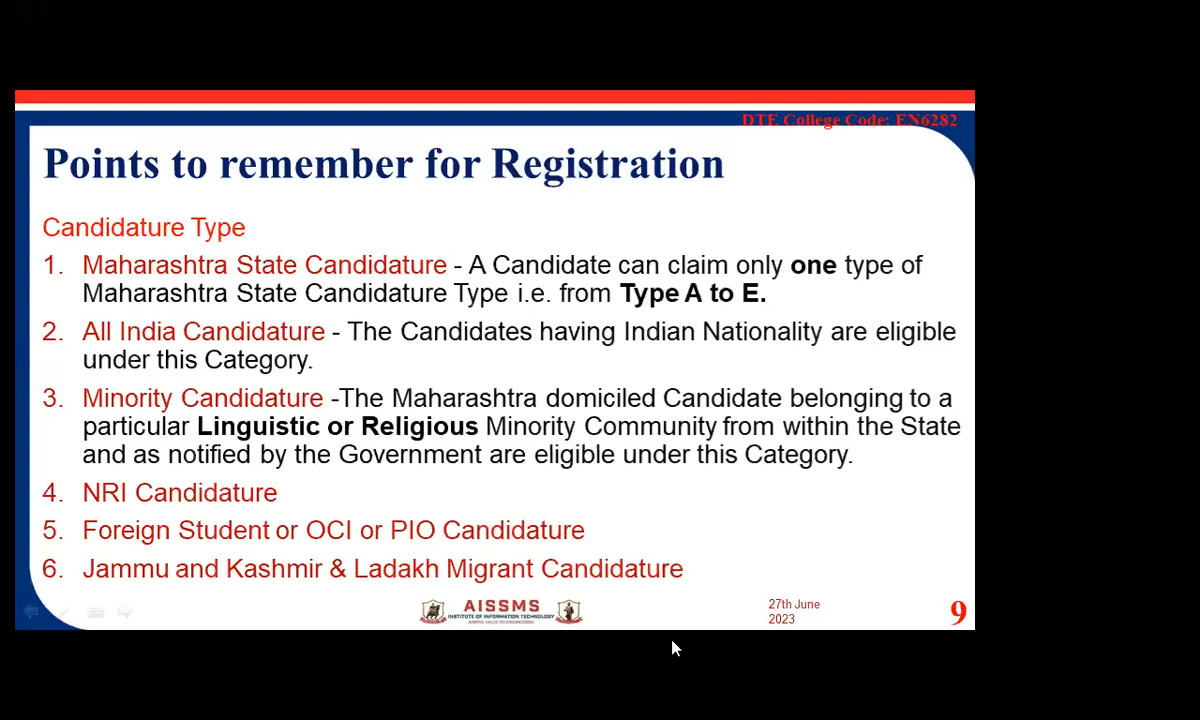 DTE College Code: EN6282
Points to remember for Registration
Candidature Type
1. Maharashtra State Candidature - A Candidate can claim only one type of
Maharashtra State Candidature Type i.e. from Type A to E.
2. All India Candidature - The Candidates having Indian Nationality are eligible
under this Category.
3. Minority Candidature -The Maharashtra domiciled Candidate belonging to a
particular Linguistic or Religious Minority Community from within the State
and as notified by the Government are eligible under this Category.
4. NRI Candidature
5. Foreign Student or OCI or PIO Candidature
6. Jammu and Kashmir & Ladakh Migrant Candidature
AISSMS
INSTITUTE OF INFORMATION TECHNOLOGY
27th June
2023
9